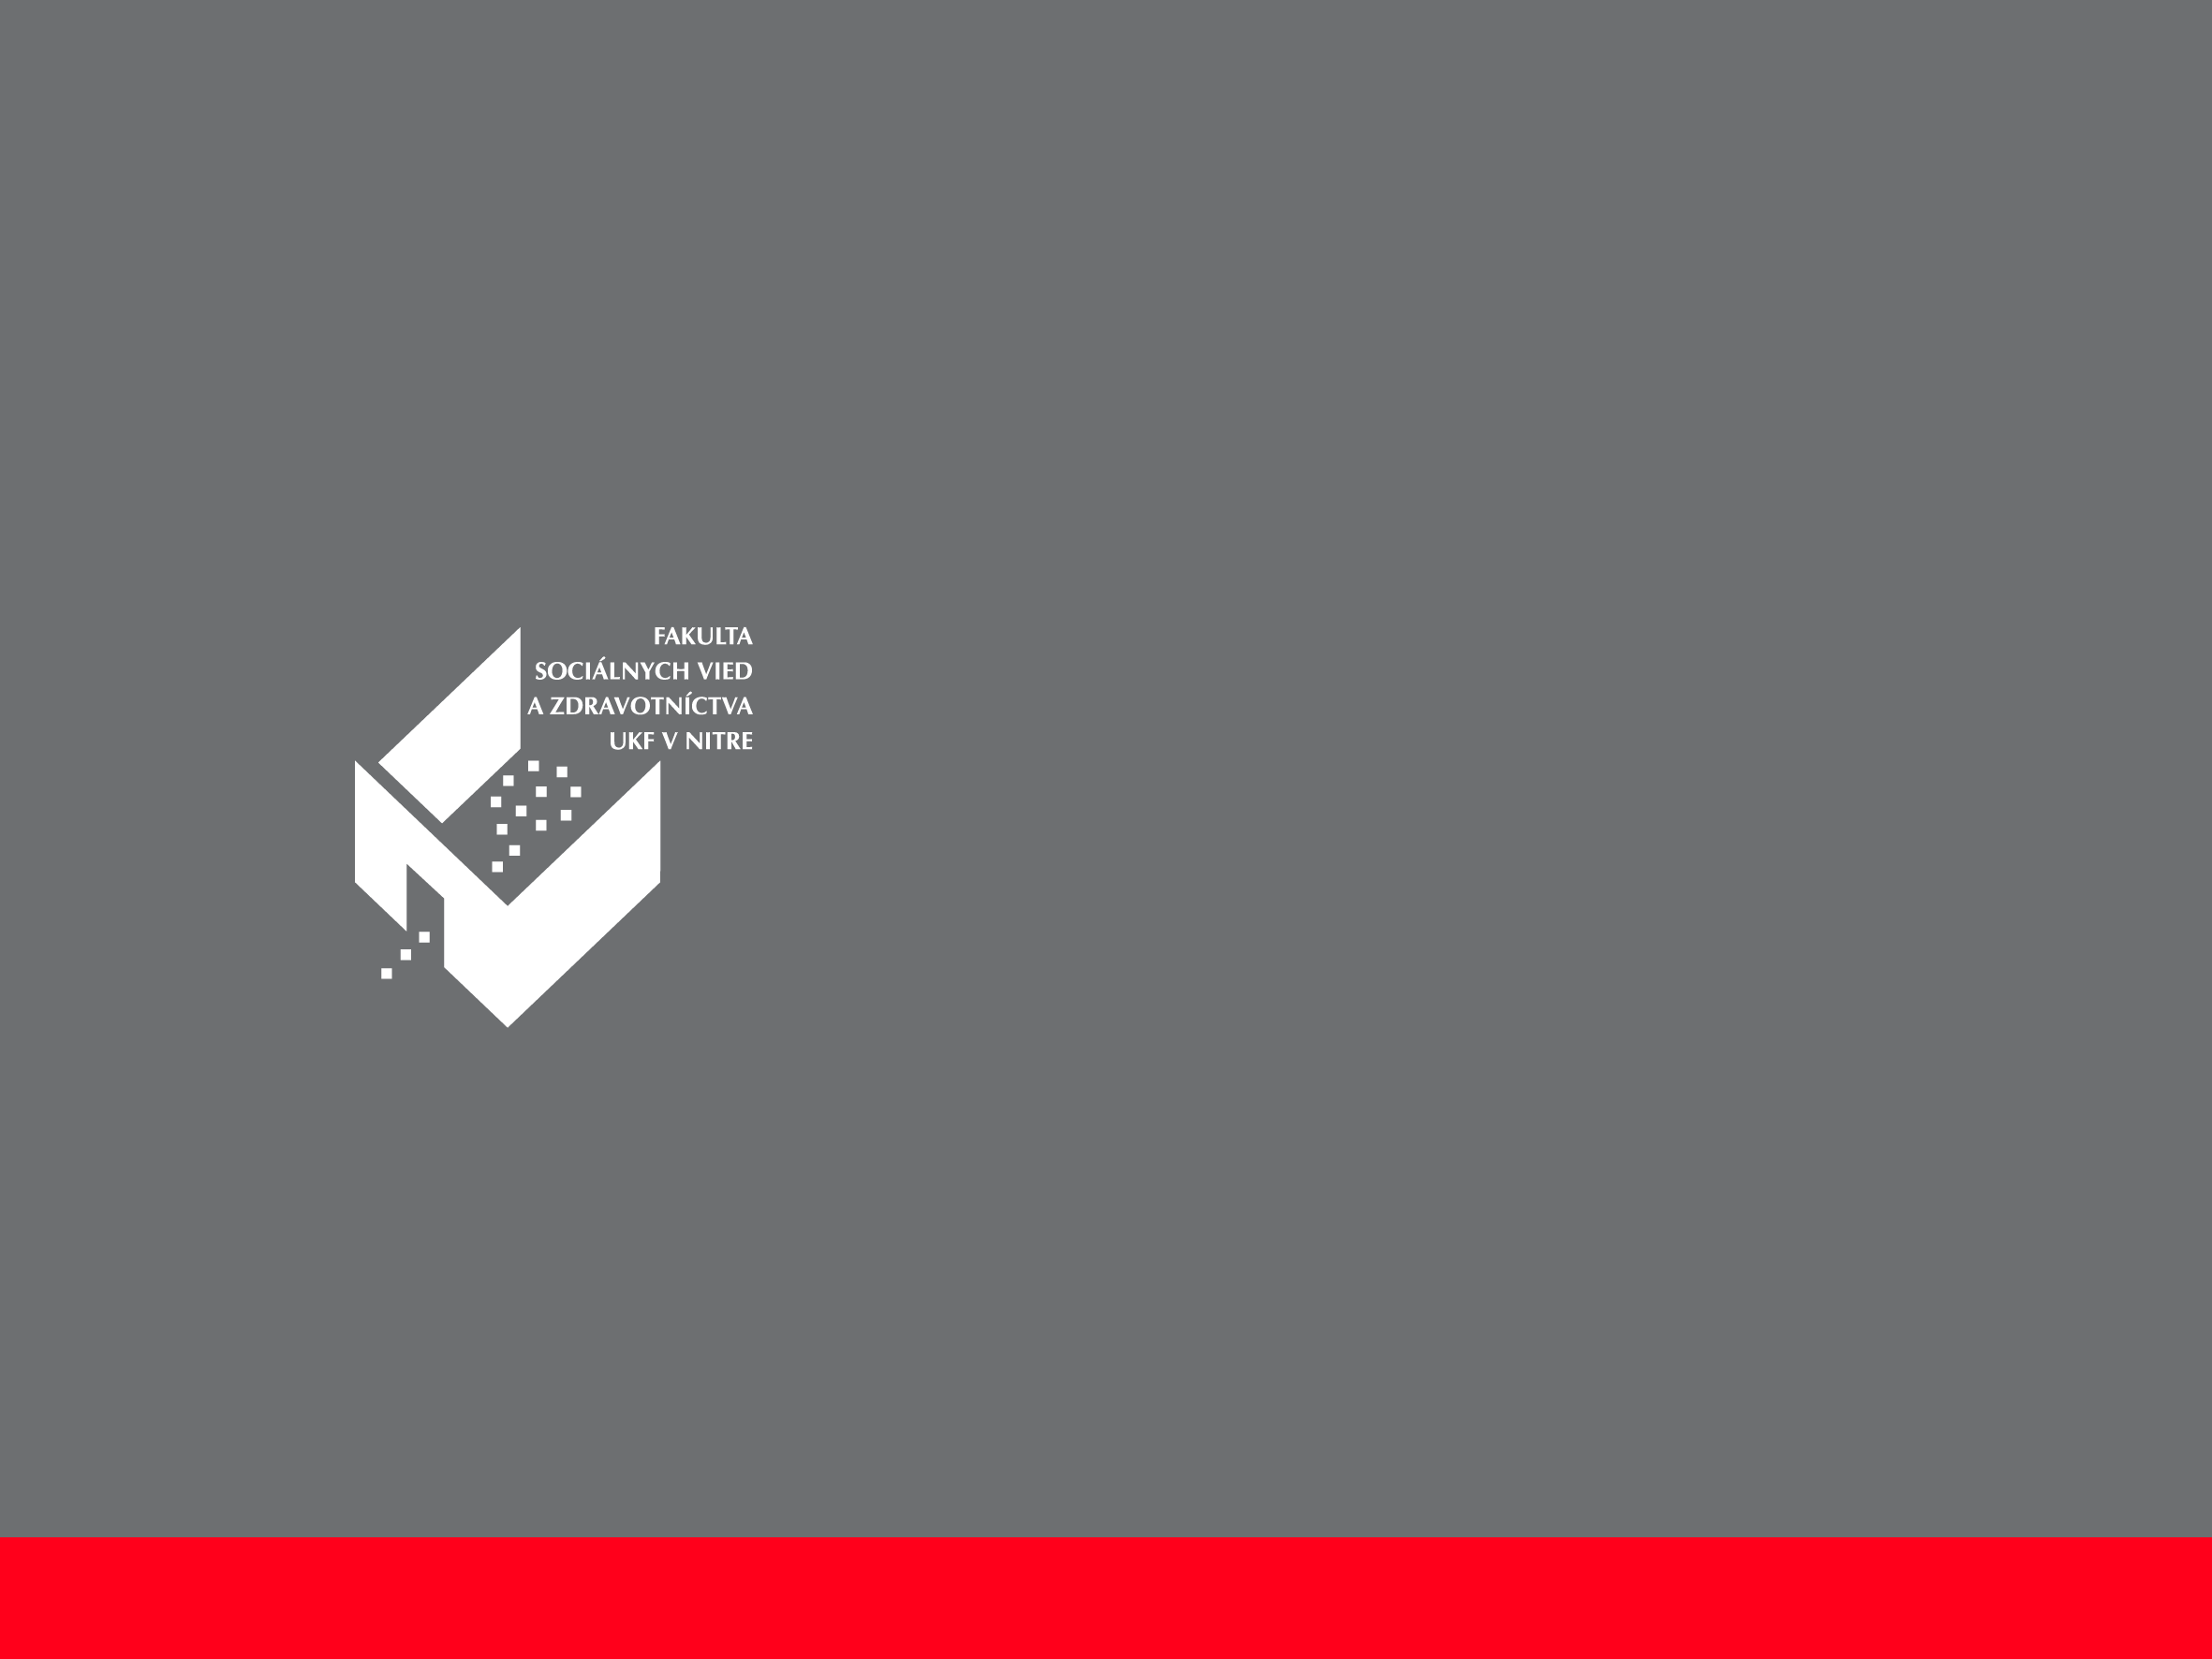 FAKULTA
SOCIÁLNYCH VIED
A ZDRAVOTNÍCTVA
UKF V NITRE